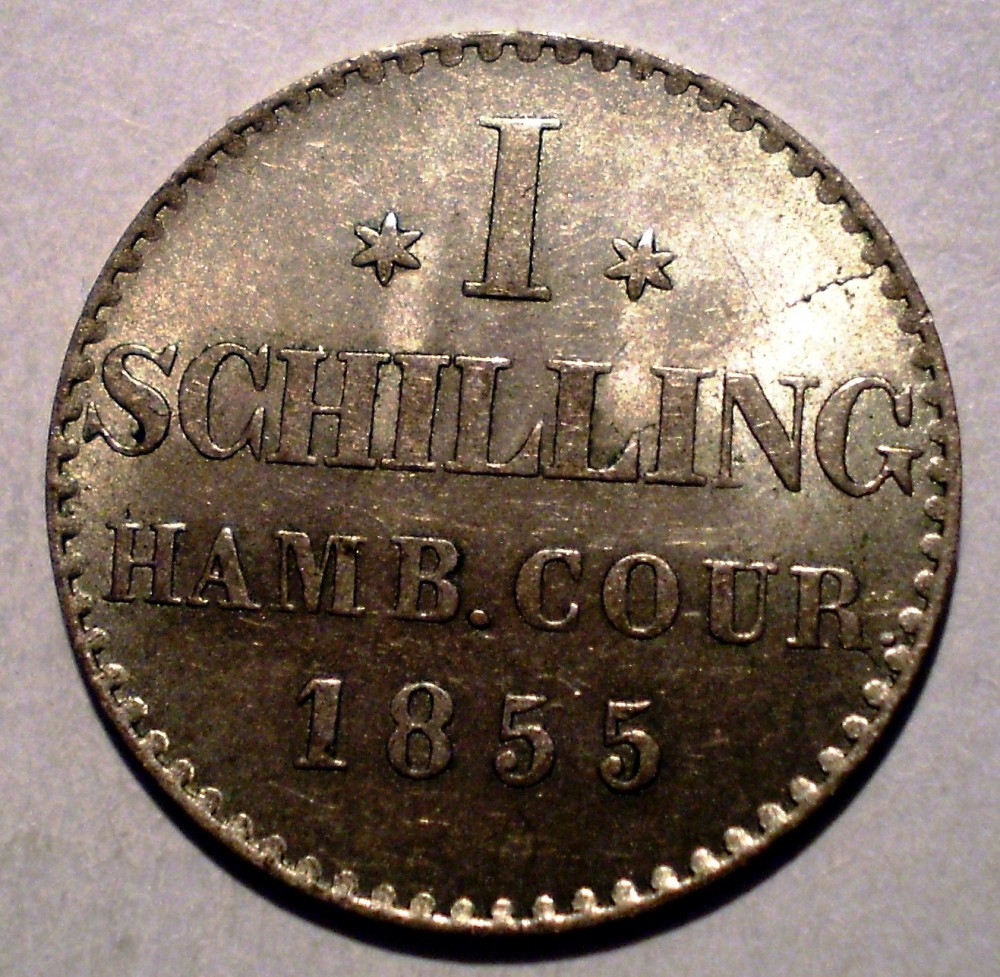 * I *
SCHILLING
HAMB. COUR.
1855